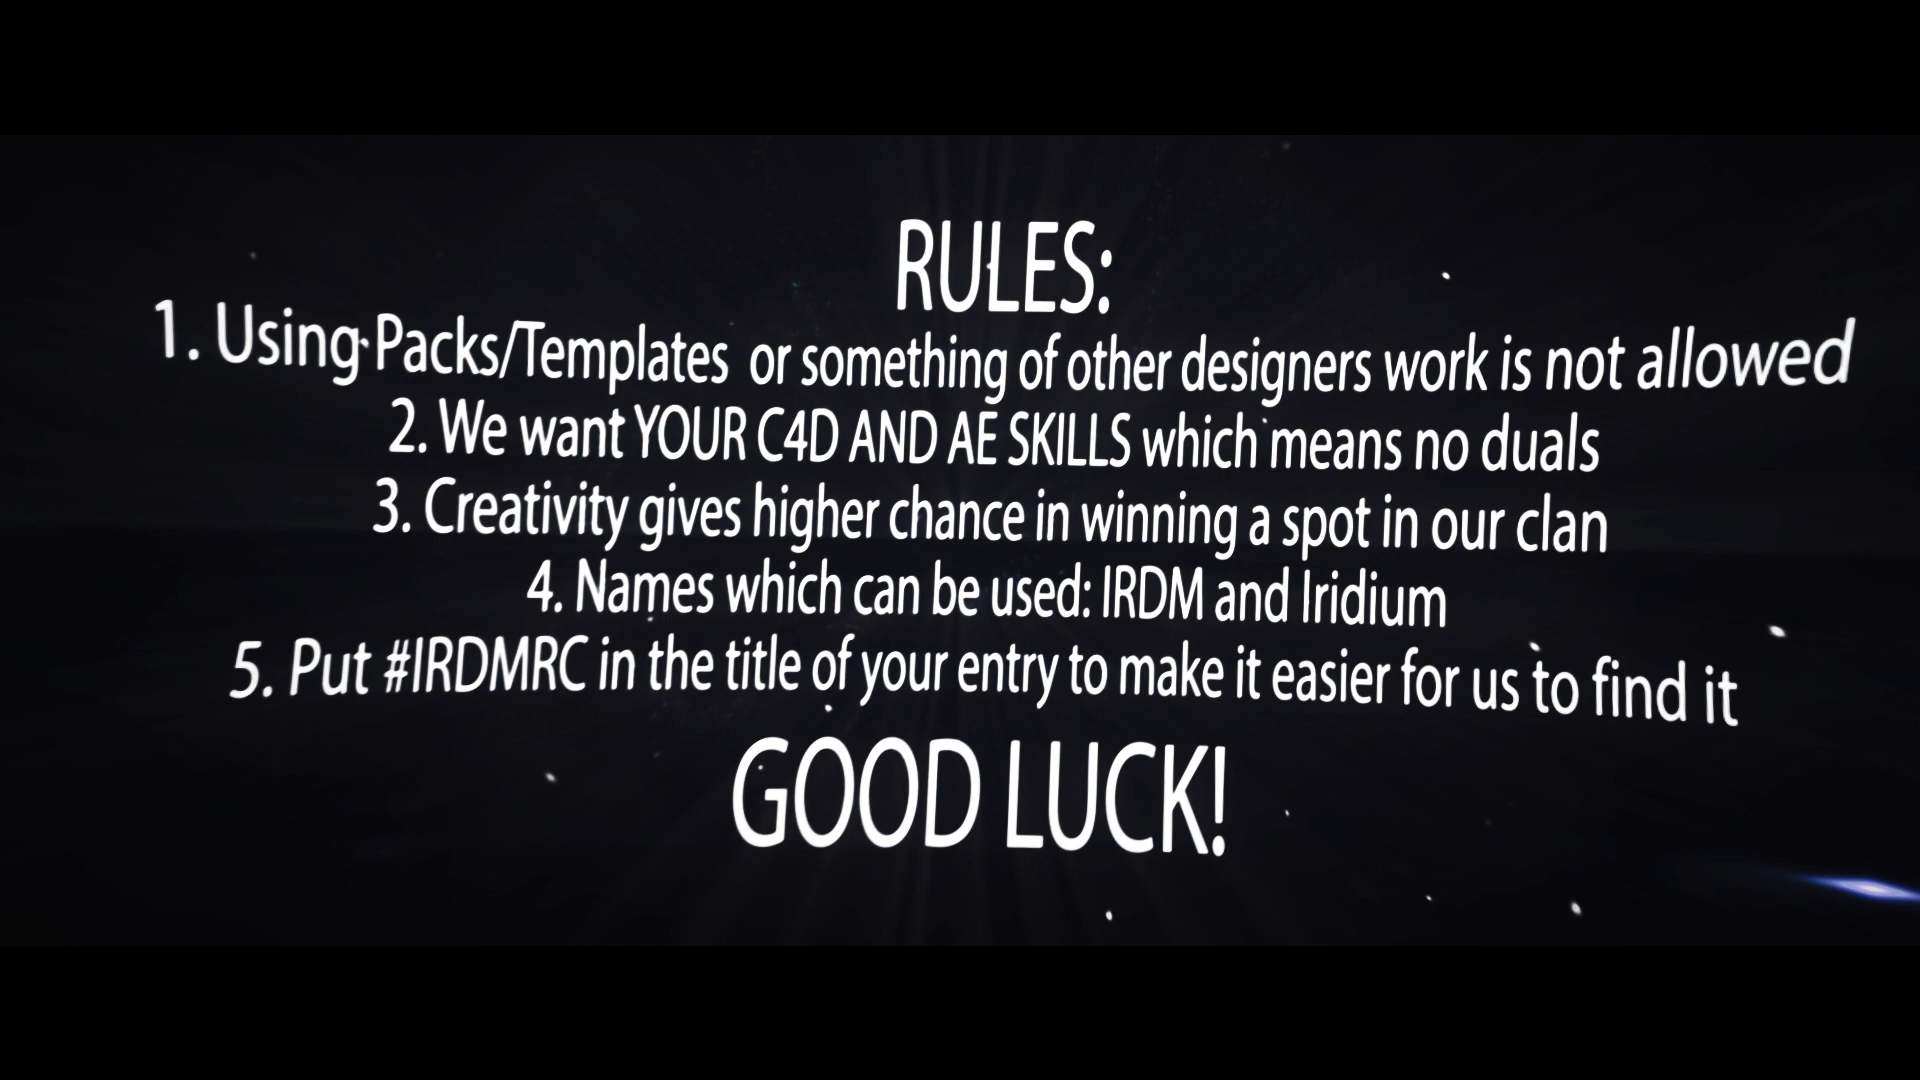 RULES:
1. Using Packs/Templates or something of other designers work is not allowed
2. We want YOUR C4D AND AE SKILLS which means no duals
3. Creativity gives higher chance in winning a spot in our clan
4. Names which can be used: IRDM and Iridium
5. Put #IRDMRC in the title of your entry to make it easier for us to find it
GOOD LUCK!